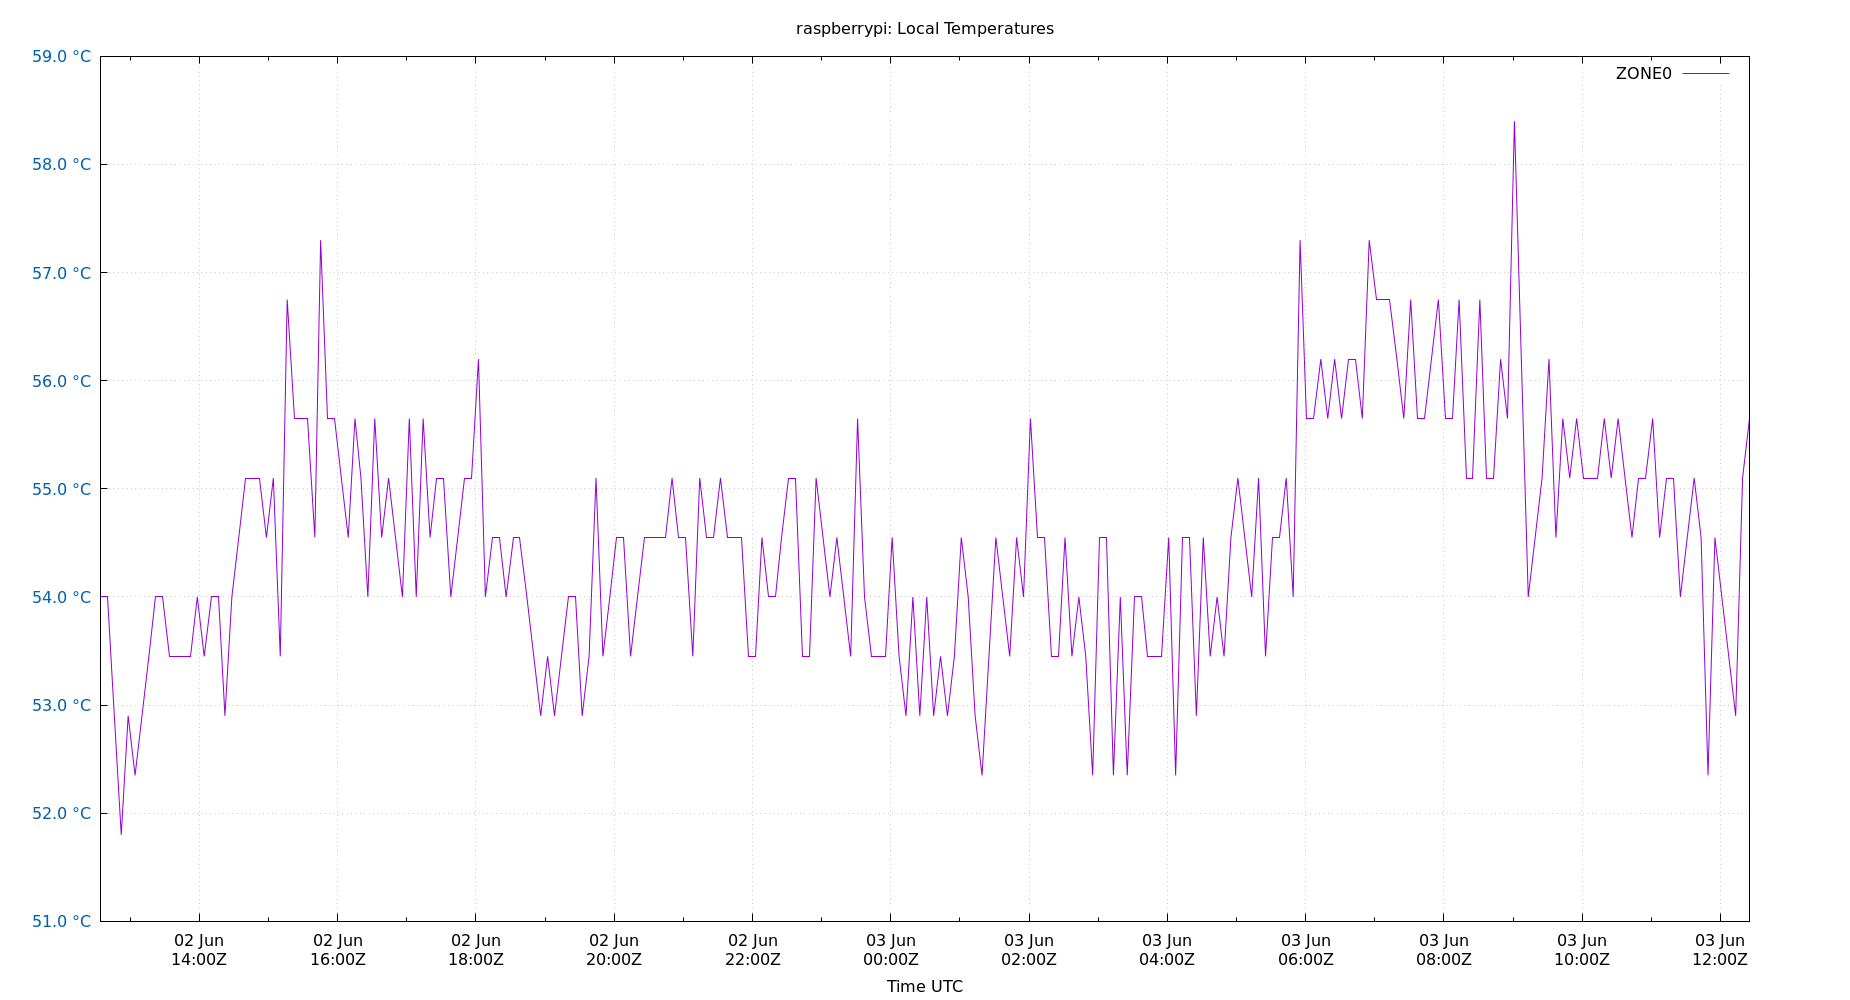 raspberrypi: Local Temperatures
59.0 °C
ZONE0
58.0 °C
57.0 °C
56.0 °C
55.0 °C
54.0 °C
53.0 °C
52.0 °C
51.0 °C
02 Jun 02 Jun 02 Jun 02 Jun 02 Jun 03 Jun 03 Jun 03 Jun 03 Jun 03 Jun 03 Jun 03 Jun
14:00Z 16:00Z 18:00Z 20:00Z 22:00Z 00:00Z 02:00Z 04:00Z 06:00Z 08:00Z 10:00Z 12:00Z
Time UTC